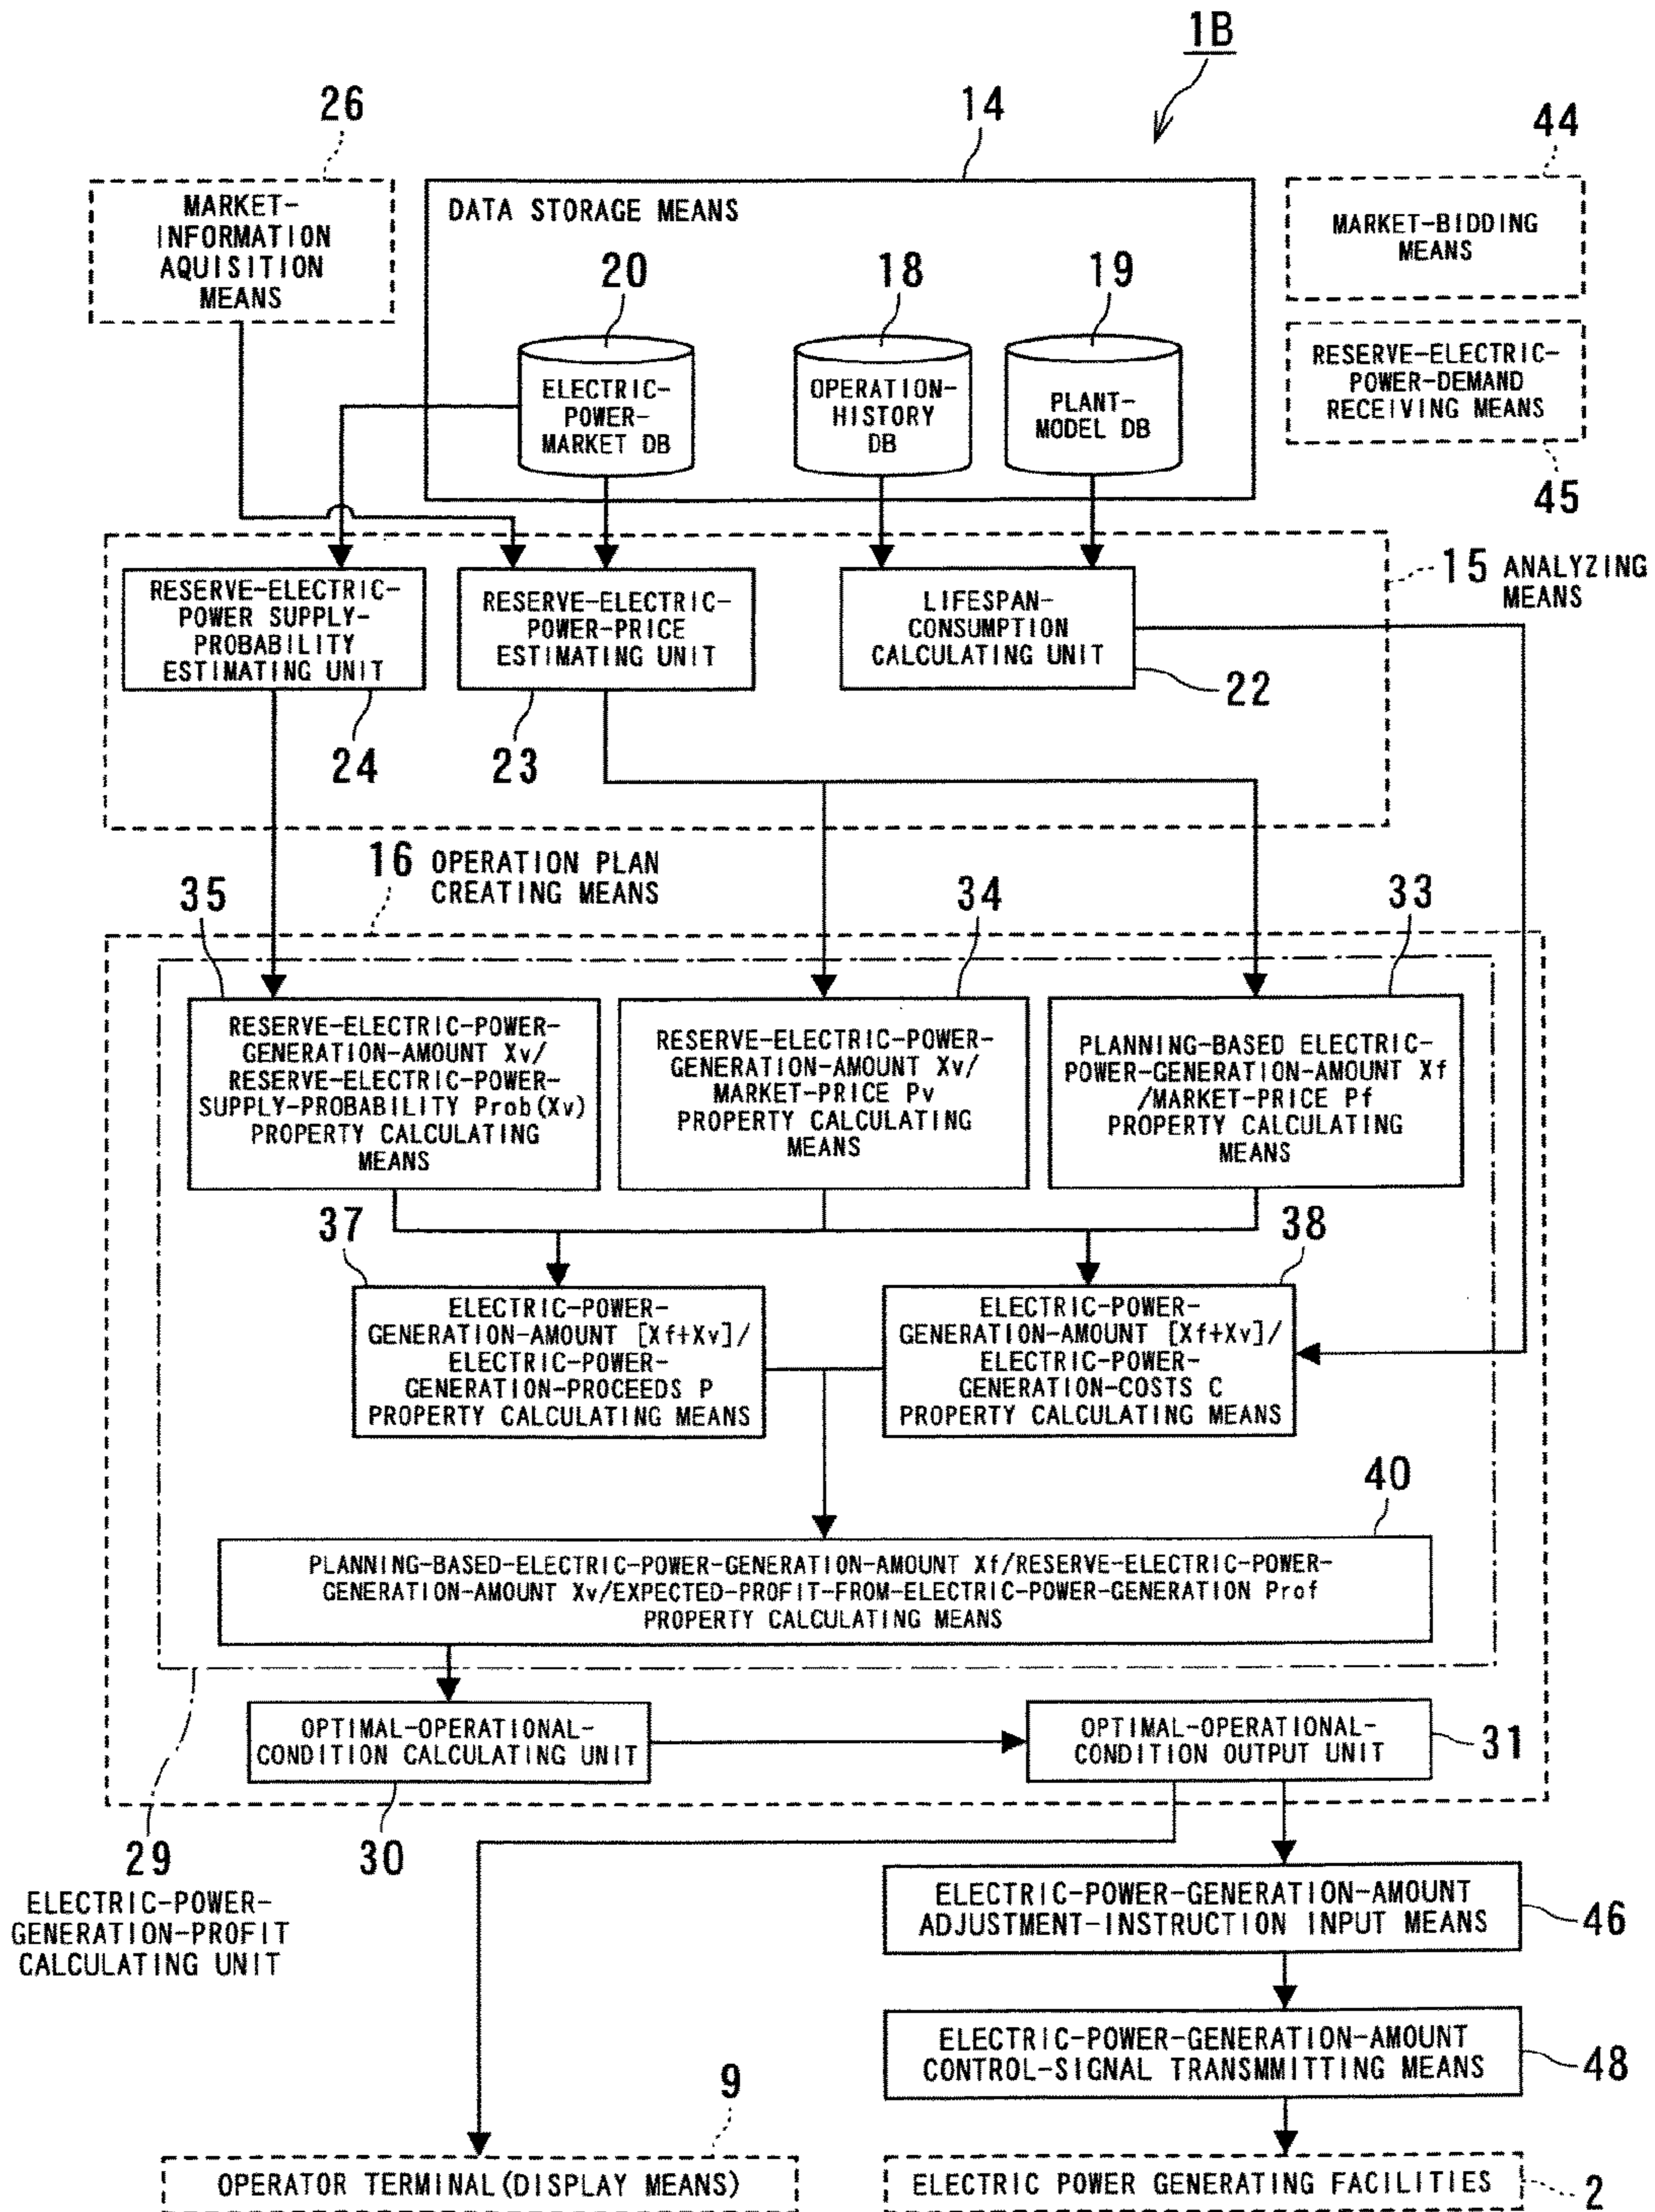 1B
26
14
44
MARKET-
INFORMATION
AQUISITION
MEANS
DATA STORAGE MEANS
MARKET-BIDDING
MEANS
20
18
19
ELECTRIC-
POWER-
MARKET DB
OPERATION-
HISTORY
DB
PLANT-
MODEL DB
RESERVE-ELECTRIC-
POWER-DEMAND
RECEIVING MEANS
45
15 ANALYZING
MEANS
RESERVE-ELECTRIC-
POWER SUPPLY-
PROBABILITY
ESTIMATING UNIT
RESERVE-ELECTRIC-
POWER-PRICE
ESTIMATING UNIT
LIFESPAN-
CONSUMPTION
CALCULATING UNIT
22
24
23
16 OPERATION PLAN
CREATING MEANS
35
34
33
RESERVE-ELECTRIC-POWER-
GENERATION-AMOUNT Xv/
RESERVE-ELECTRIC-POWER-
SUPPLY-PROBABILITY Prob(Xv)
PROPERTY CALCULATING
MEANS
RESERVE-ELECTRIC-POWER-
GENERATION-AMOUNT Xv/
MARKET-PRICE Pv
PROPERTY CALCULATING
MEANS
PLANNING-BASED ELECTRIC-
POWER-GENERATION-AMOUNT Xf
/MARKET-PRICE Pf
PROPERTY CALCULATING
MEANS
37
38
ELECTRIC-POWER-
GENERATION-AMOUNT [Xf+Xv]/
ELECTRIC-POWER-
GENERATION-PROCEEDS P
PROPERTY CALCULATING MEANS
ELECTRIC-POWER-
GENERATION-AMOUNT [Xf+Xv]/
ELECTRIC-POWER-
GENERATION-COSTS C
PROPERTY CALCULATING MEANS
40
PLANNING-BASED-ELECTRIC-POWER-GENERATION-AMOUNT Xf/RESERVE-ELECTRIC-POWER-
GENERATION-AMOUNT Xv/EXPECTED-PROFIT-FROM-ELECTRIC-POWER-GENERATION Prof
PROPERTY CALCULATING MEANS
OPTIMAL-OPERATIONAL-
CONDITION CALCULATING UNIT
OPTIMAL-OPERATIONAL-
CONDITION OUTPUT UNIT
31
29
30
ELECTRIC-POWER-
GENERATION-PROFIT
CALCULATING UNIT
ELECTRIC-POWER-GENERATION-AMOUNT
ADJUSTMENT-INSTRUCTION INPUT MEANS
46
ELECTRIC-POWER-GENERATION-AMOUNT
CONTROL-SIGNAL TRANSMMITTING MEANS
48
9
OPERATOR TERMINAL(DISPLAY MEANS)
ELECTRIC POWER GENERATING FACILITIES
2